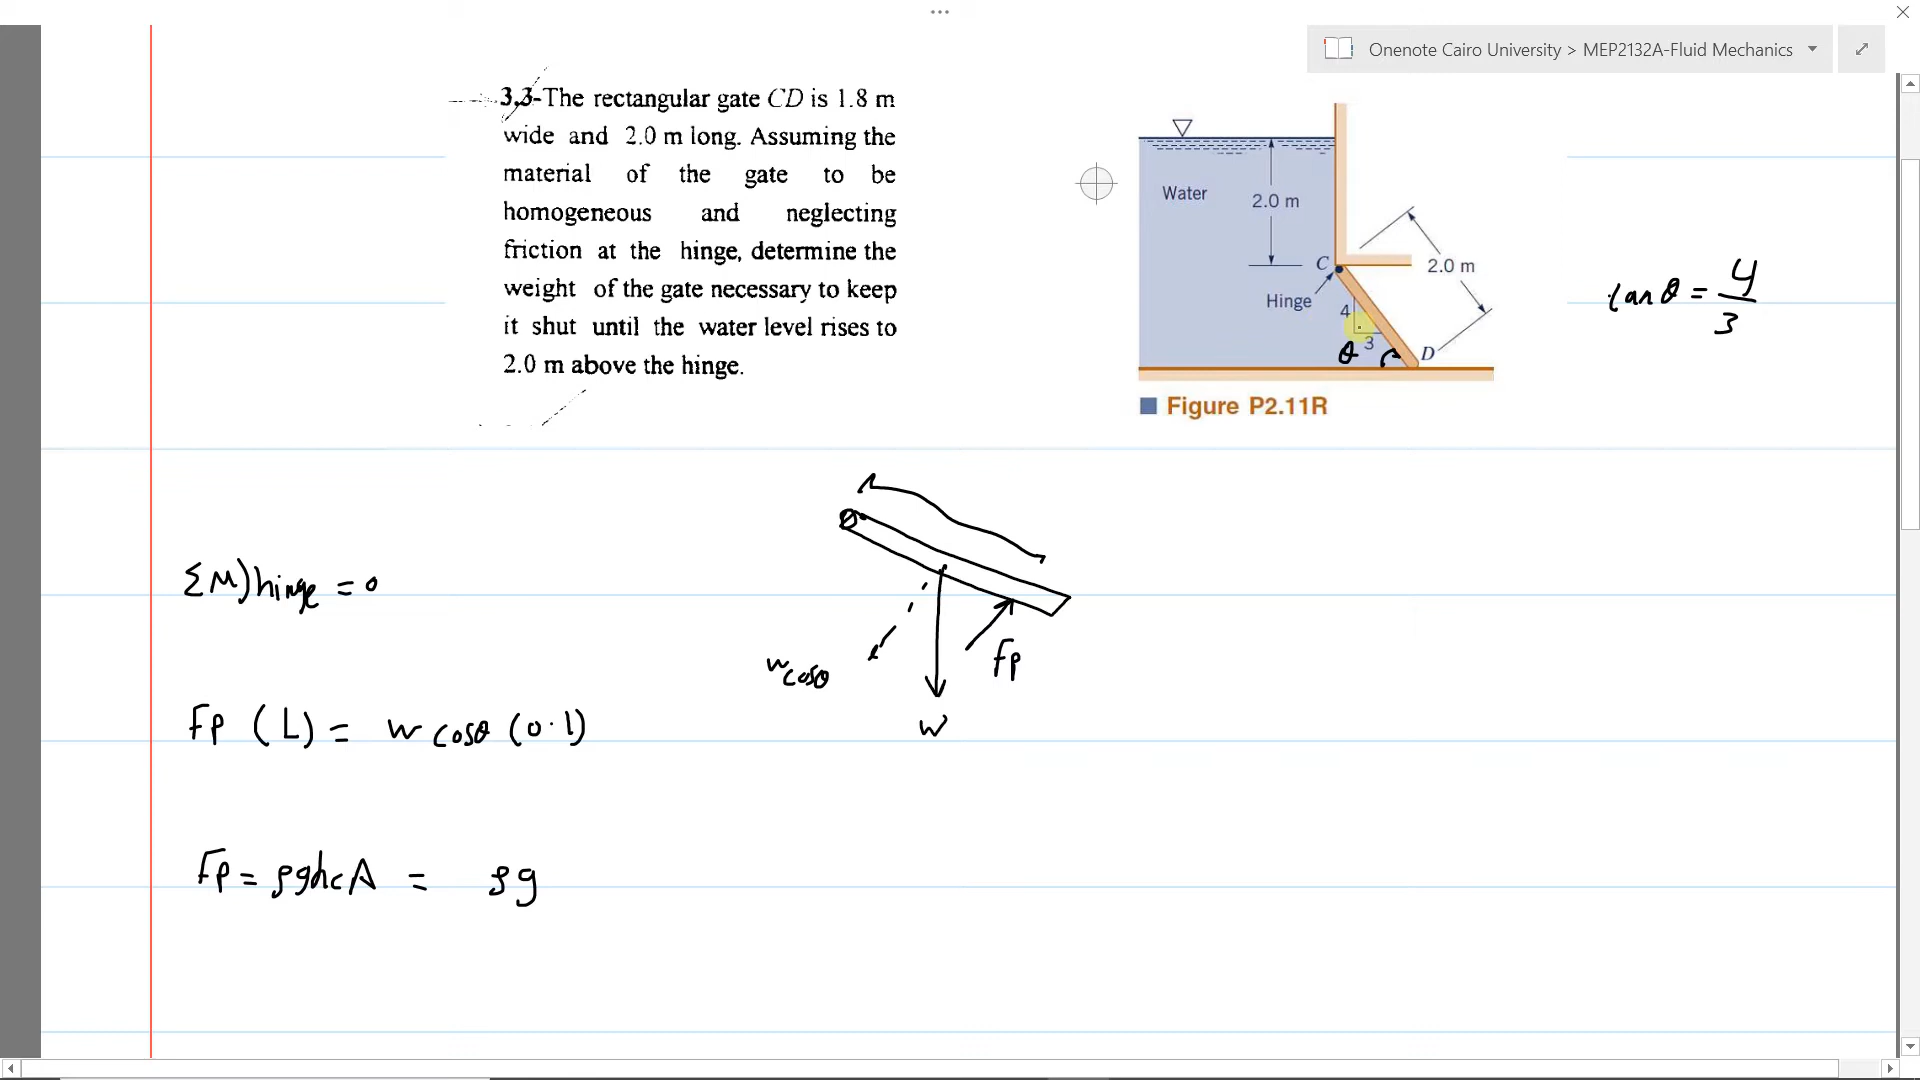 Onenote Cairo University > MEP2132A-Fluid Mechanics
3.3-The rectangular gate CD is 1.8 m
wide and 2.0 m long. Assuming the
material of the gate to be
homogeneous and neglecting
friction at the hinge, determine the
weight of the gate necessary to keep
it shut until the water level rises to
2.0 m above the hinge.
Water
2.0 m
C
Hinge
2.0 m
4
3
θ
D
Figure P2.11R
tan θ = 4/3
ΣM)hinge = 0
Fp (L) = w cosθ (0.1)
Fp = ρghcA = ρg
w cosθ
Fp
W